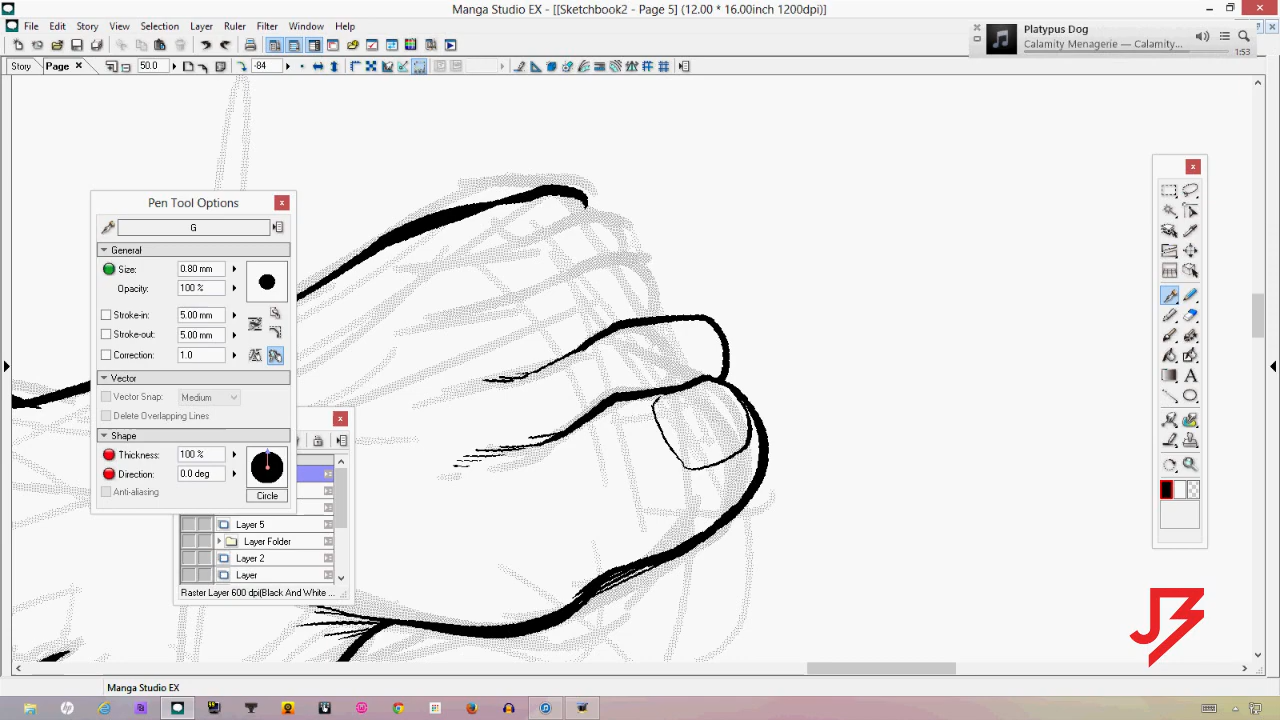 Manga Studio EX - [[Sketchbook2 - Page 5] (12.00 * 16.00inch 1200dpi)]
File Edit View Selection Layer Ruler Filter Window Help
Platypus Dog
Calamity Menagerie — Calamity...
1:53
Story Page 50.0 -84
Pen Tool Options
G
General
Size: 0.80 mm
Opacity: 100 %
Stroke-in: 5.00 mm
Stroke-out: 5.00 mm
Correction: 1.0
Vector
Vector Snap: Medium
Delete Overlapping Lines
Shape
Thickness: 100 %
Direction: 0.0 deg
Anti-aliasing
Circle
Layer 5
Layer Folder
Layer 2
Layer
Raster Layer 600 dpi(Black And White ...
A
Manga Studio EX